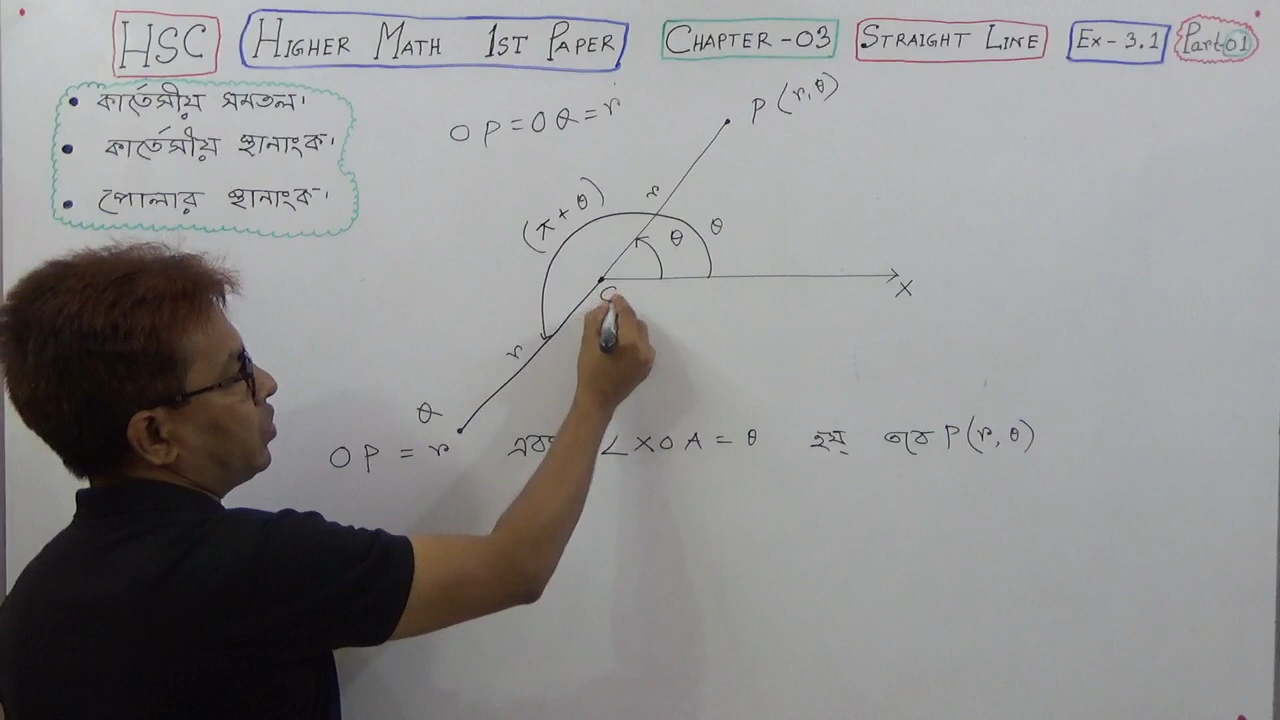 HSC HIGHER MATH 1ST PAPER CHAPTER-03 STRAIGHT LINE Ex-3.1 Part-01
• কার্তেসীয় সমতল।
• কার্তেসীয় স্থানাংক।
• পোলার স্থানাংক।
OP=OQ=r
P(r,θ)
r
(π+θ)
θ
θ
X
r
Q
OP = r এবং ∠XOA = θ হয় তবে P(r,θ)